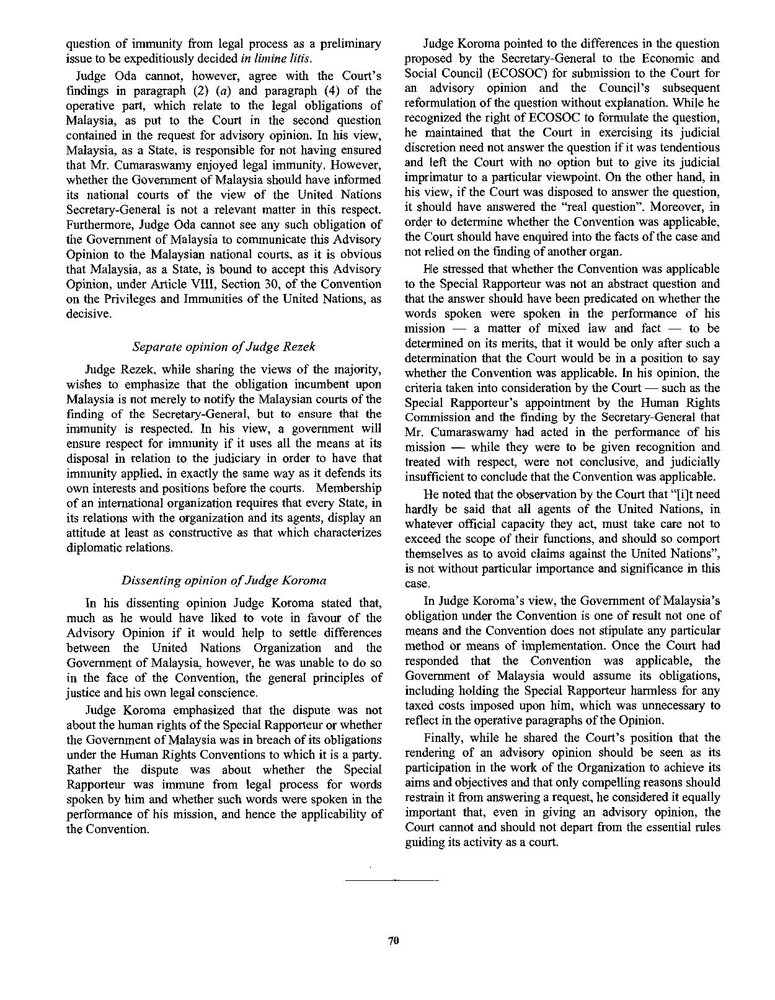 question of immunity from legal process as a preliminary
issue to be expeditiously decided in limine litis.
Judge Oda cannot, however, agree with the Court's
findings in paragraph (2) (a) and paragraph (4) of the
operative part, which relate to the legal obligations of
Malaysia, as put to the Court in the second question
contained in the request for advisory opinion. In his view,
Malaysia, as a State, is responsible for not having ensured
that Mr. Cumaraswamy enjoyed legal immunity. However,
whether the Government of Malaysia should have informed
its national courts of the view of the United Nations
Secretary-General is not a relevant matter in this respect.
Furthermore, Judge Oda cannot see any such obligation of
the Government of Malaysia to communicate this Advisory
Opinion to the Malaysian national courts, as it is obvious
that Malaysia, as a State, is bound to accept this Advisory
Opinion, under Article VIII, Section 30, of the Convention
on the Privileges and Immunities of the United Nations, as
decisive.
Separate opinion of Judge Rezek
Judge Rezek, while sharing the views of the majority,
wishes to emphasize that the obligation incumbent upon
Malaysia is not merely to notify the Malaysian courts of the
finding of the Secretary-General, but to ensure that the
immunity is respected. In his view, a government will
ensure respect for immunity if it uses all the means at its
disposal in relation to the judiciary in order to have that
immunity applied, in exactly the same way as it defends its
own interests and positions before the courts. Membership
of an international organization requires that every State, in
its relations with the organization and its agents, display an
attitude at least as constructive as that which characterizes
diplomatic relations.
Dissenting opinion of Judge Koroma
In his dissenting opinion Judge Koroma stated that,
much as he would have liked to vote in favour of the
Advisory Opinion if it would help to settle differences
between the United Nations Organization and the
Government of Malaysia, however, he was unable to do so
in the face of the Convention, the general principles of
justice and his own legal conscience.
Judge Koroma emphasized that the dispute was not
about the human rights of the Special Rapporteur or whether
the Government of Malaysia was in breach of its obligations
under the Human Rights Conventions to which it is a party.
Rather the dispute was about whether the Special
Rapporteur was immune from legal process for words
spoken by him and whether such words were spoken in the
performance of his mission, and hence the applicability of
the Convention.
Judge Koroma pointed to the differences in the question
proposed by the Secretary-General to the Economic and
Social Council (ECOSOC) for submission to the Court for
an advisory opinion and the Council's subsequent
reformulation of the question without explanation. While he
recognized the right of ECOSOC to formulate the question,
he maintained that the Court in exercising its judicial
discretion need not answer the question if it was tendentious
and left the Court with no option but to give its judicial
imprimatur to a particular viewpoint. On the other hand, in
his view, if the Court was disposed to answer the question,
it should have answered the “real question”. Moreover, in
order to determine whether the Convention was applicable,
the Court should have enquired into the facts of the case and
not relied on the finding of another organ.
He stressed that whether the Convention was applicable
to the Special Rapporteur was not an abstract question and
that the answer should have been predicated on whether the
words spoken were spoken in the performance of his
mission — a matter of mixed law and fact — to be
determined on its merits, that it would be only after such a
determination that the Court would be in a position to say
whether the Convention was applicable. In his opinion, the
criteria taken into consideration by the Court — such as the
Special Rapporteur's appointment by the Human Rights
Commission and the finding by the Secretary-General that
Mr. Cumaraswamy had acted in the performance of his
mission — while they were to be given recognition and
treated with respect, were not conclusive, and judicially
insufficient to conclude that the Convention was applicable.
He noted that the observation by the Court that “[i]t need
hardly be said that all agents of the United Nations, in
whatever official capacity they act, must take care not to
exceed the scope of their functions, and should so comport
themselves as to avoid claims against the United Nations”,
is not without particular importance and significance in this
case.
In Judge Koroma's view, the Government of Malaysia's
obligation under the Convention is one of result not one of
means and the Convention does not stipulate any particular
method or means of implementation. Once the Court had
responded that the Convention was applicable, the
Government of Malaysia would assume its obligations,
including holding the Special Rapporteur harmless for any
taxed costs imposed upon him, which was unnecessary to
reflect in the operative paragraphs of the Opinion.
Finally, while he shared the Court's position that the
rendering of an advisory opinion should be seen as its
participation in the work of the Organization to achieve its
aims and objectives and that only compelling reasons should
restrain it from answering a request, he considered it equally
important that, even in giving an advisory opinion, the
Court cannot and should not depart from the essential rules
guiding its activity as a court.
70